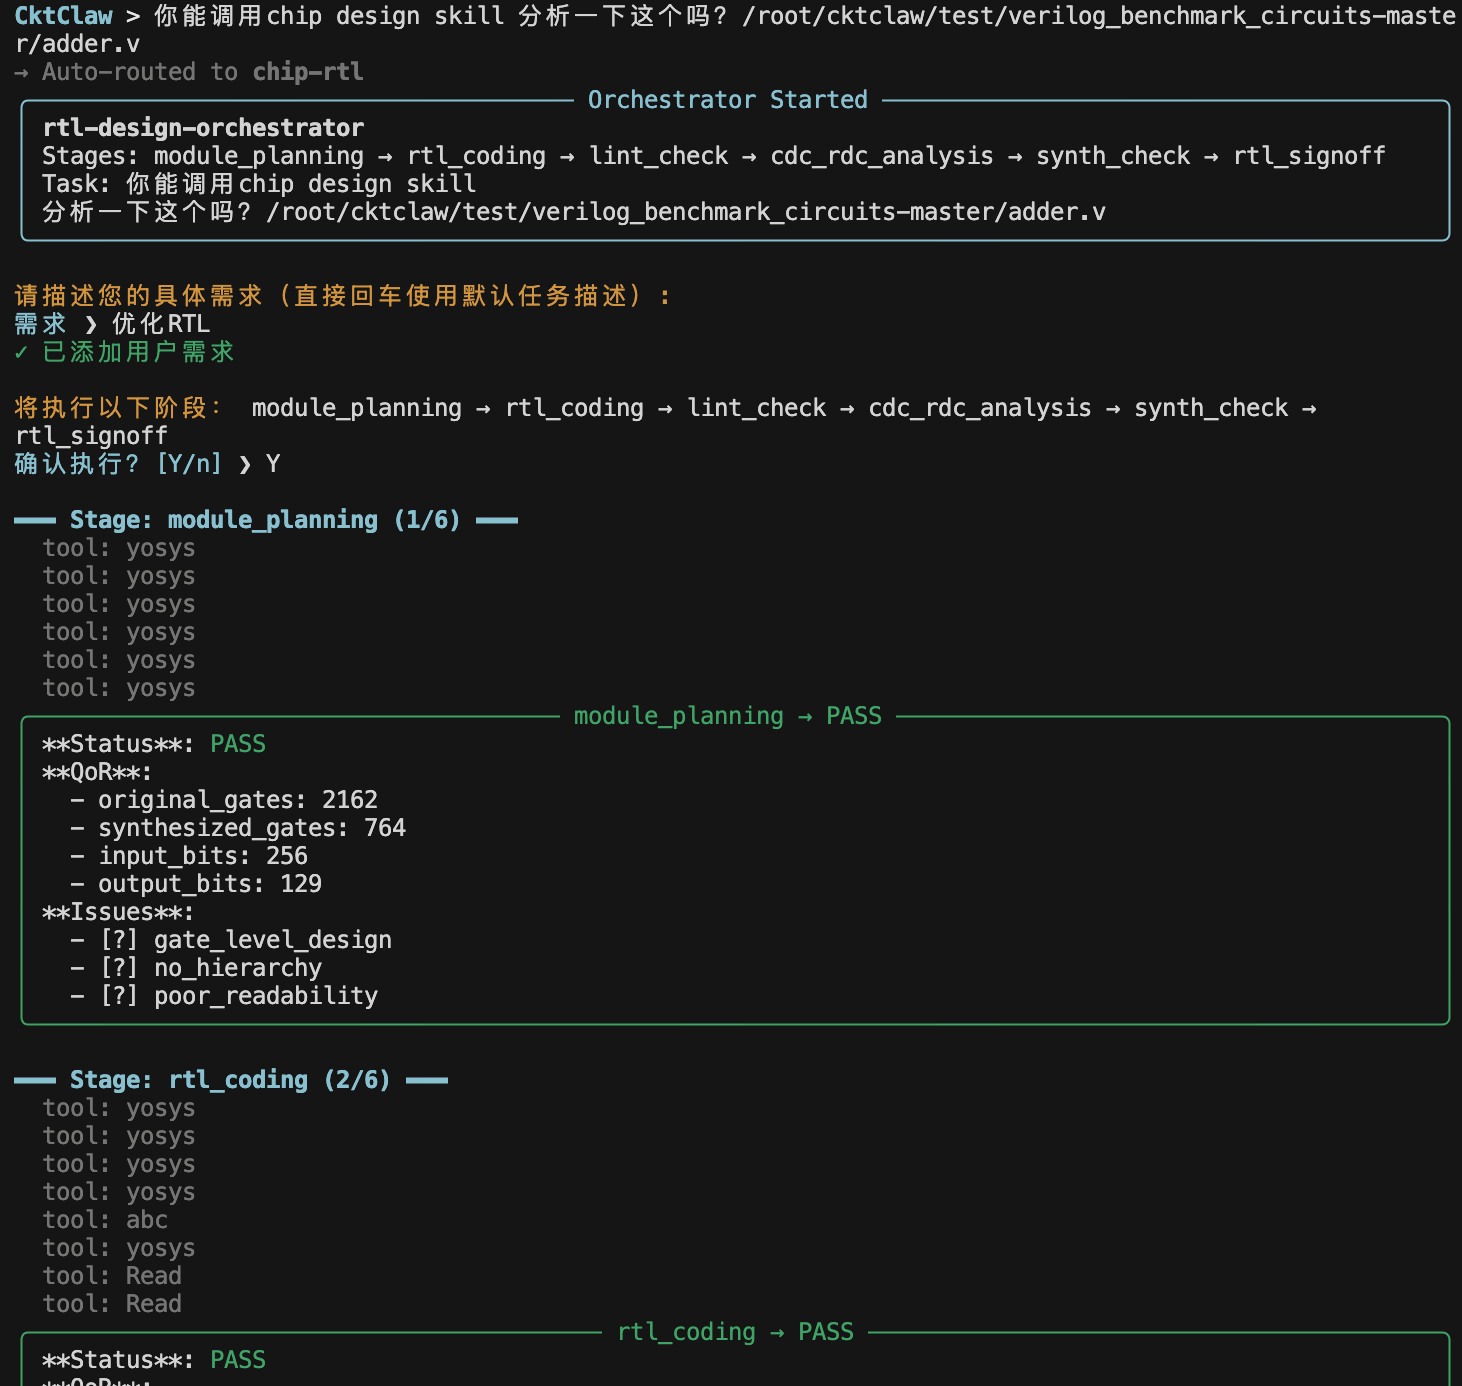 CktClaw > 你能调用chip design skill 分析一下这个吗? /root/cktclaw/test/verilog_benchmark_circuits-maste
r/adder.v
→ Auto-routed to chip-rtl
Orchestrator Started
rtl-design-orchestrator
Stages: module_planning → rtl_coding → lint_check → cdc_rdc_analysis → synth_check → rtl_signoff
Task: 你能调用chip design skill
分析一下这个吗? /root/cktclaw/test/verilog_benchmark_circuits-master/adder.v
请描述您的具体需求（直接回车使用默认任务描述）:
需求 ❯ 优化RTL
✓ 已添加用户需求
将执行以下阶段: module_planning → rtl_coding → lint_check → cdc_rdc_analysis → synth_check →
rtl_signoff
确认执行? [Y/n] ❯ Y
━━━ Stage: module_planning (1/6) ━━━
tool: yosys
tool: yosys
tool: yosys
tool: yosys
tool: yosys
tool: yosys
module_planning → PASS
**Status**: PASS
**QoR**:
- original_gates: 2162
- synthesized_gates: 764
- input_bits: 256
- output_bits: 129
**Issues**:
- [?] gate_level_design
- [?] no_hierarchy
- [?] poor_readability
━━━ Stage: rtl_coding (2/6) ━━━
tool: yosys
tool: yosys
tool: yosys
tool: yosys
tool: abc
tool: yosys
tool: Read
tool: Read
rtl_coding → PASS
**Status**: PASS
**QoR**: